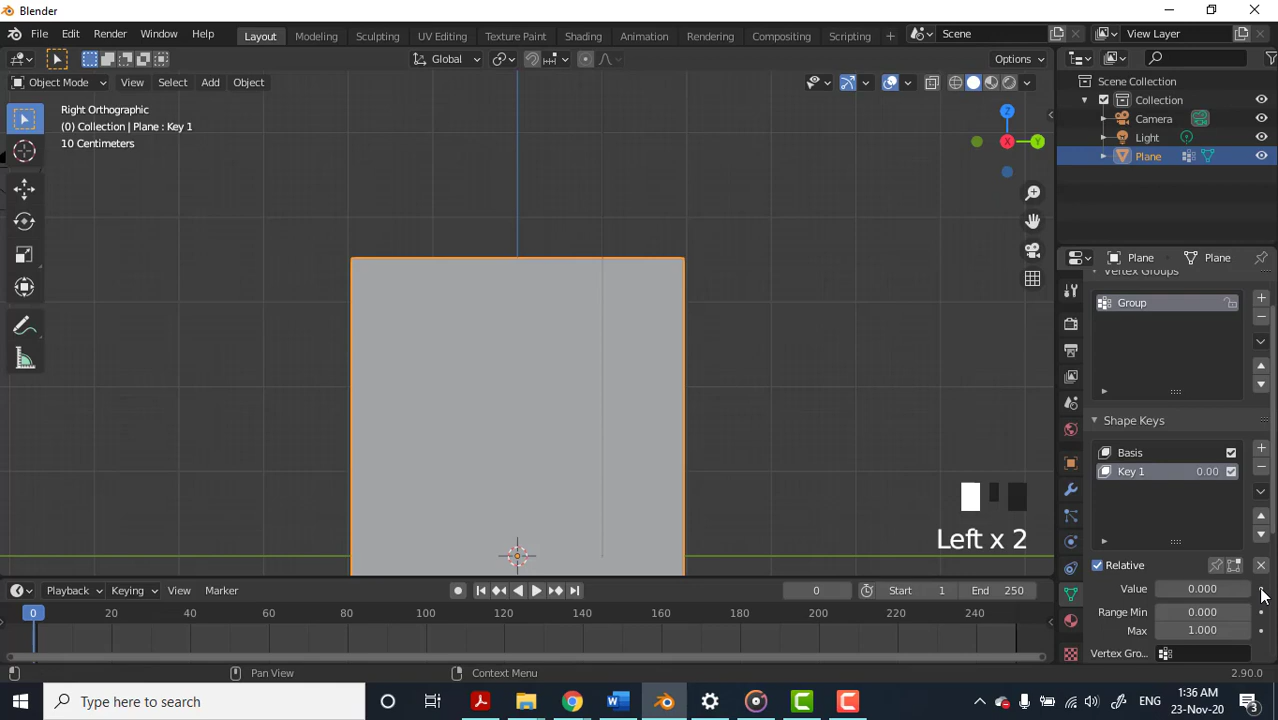 Blender
File Edit Render Window Help Layout Modeling Sculpting UV Editing Texture Paint Shading Animation Rendering Compositing Scripting Scene View Layer
Global Options
Object Mode View Select Add Object
Scene Collection
Collection
Camera
Light
Plane
Right Orthographic
(0) Collection | Plane : Key 1
10 Centimeters
Z
X
Y
Plane Plane
Vertex Groups
Group
Shape Keys
Basis
Key 1 0.00
Left x 2
Relative
Value 0.000
Range Min 0.000
Max 1.000
Vertex Gro...
Playback Keying View Marker 0 Start 1 End 250
0 20 40 60 80 100 120 140 160 180 200 220 240
Pan View Context Menu 2.90.0
Type here to search
ENG
1:36 AM
23-Nov-20
3